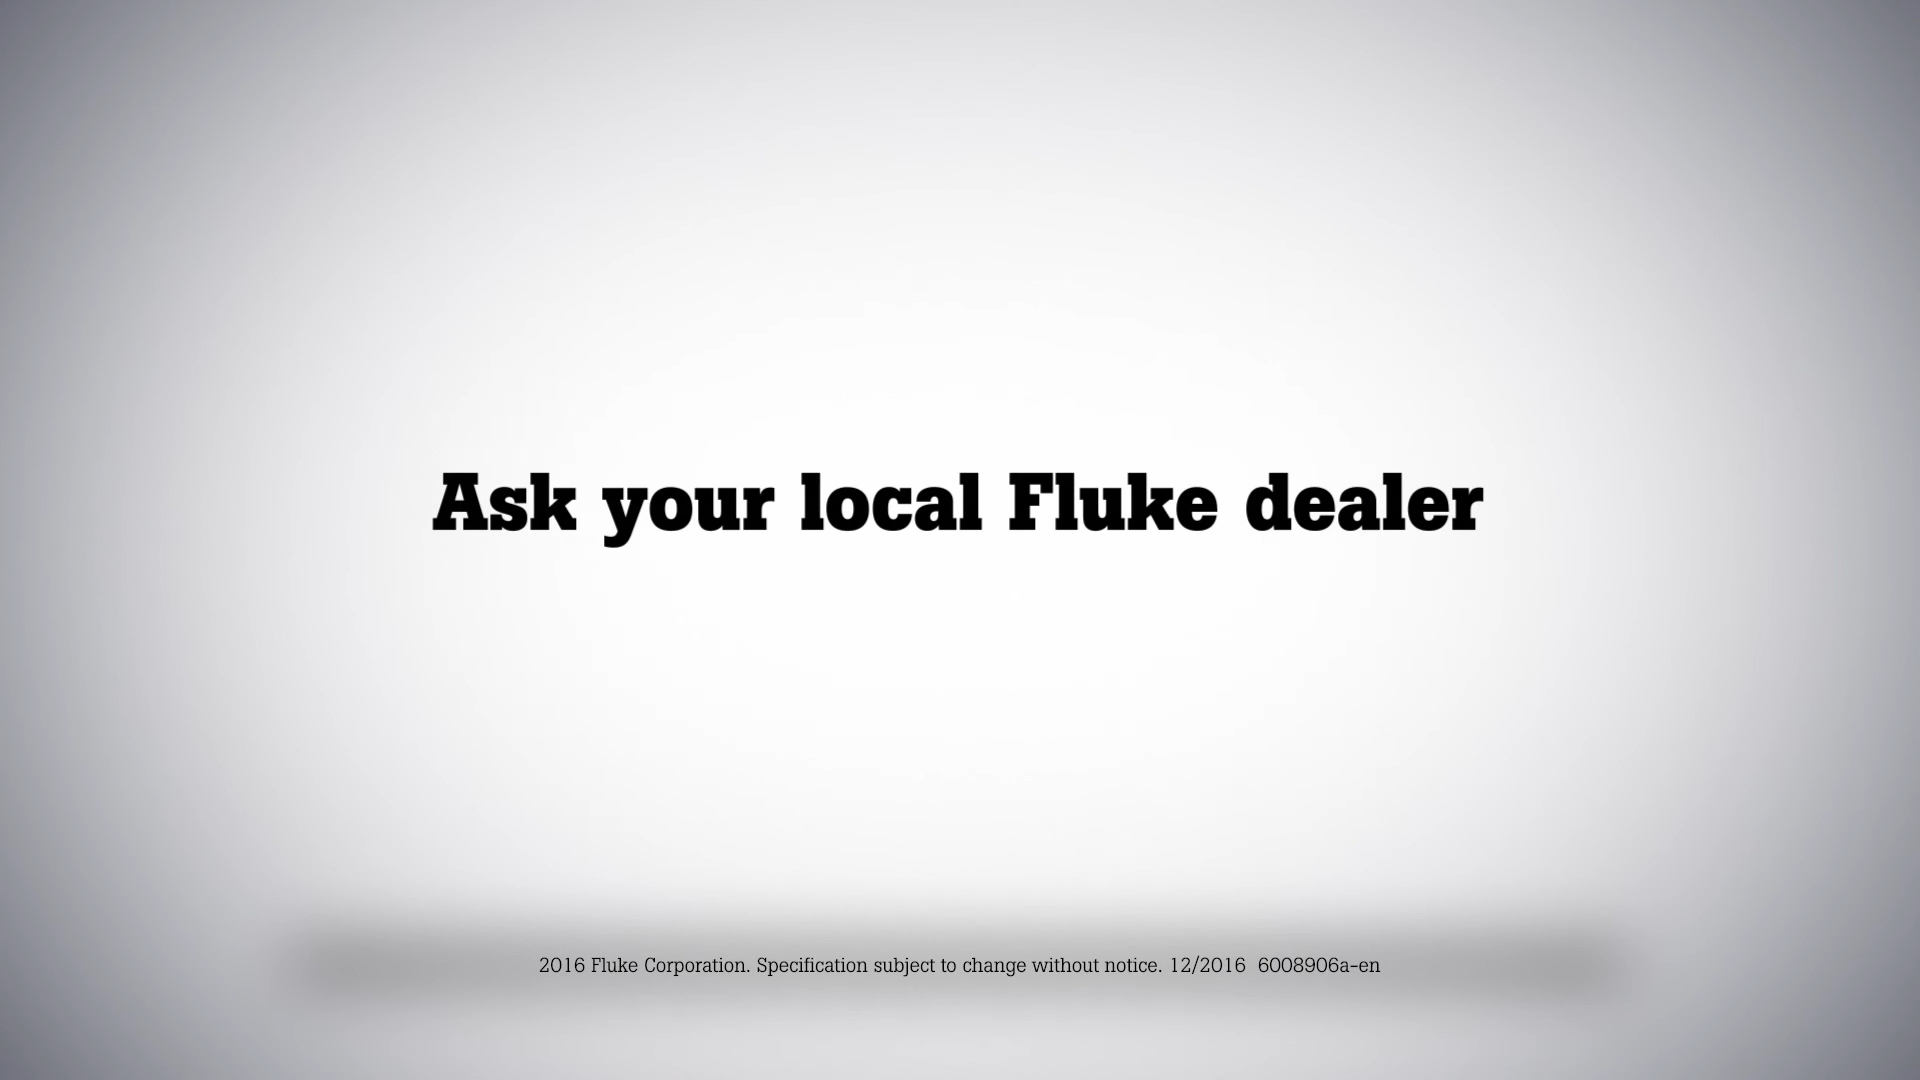 Ask your local Fluke dealer
2016 Fluke Corporation. Specification subject to change without notice. 12/2016  6008906a-en